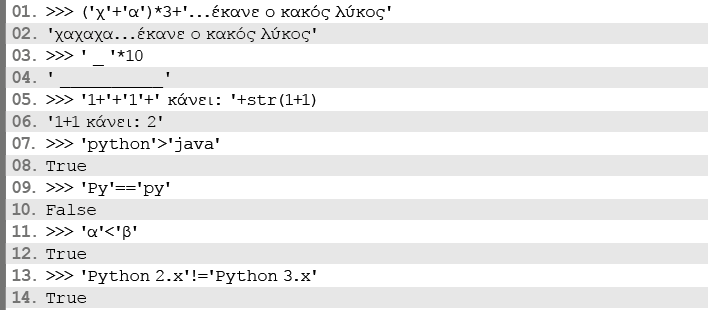 01. >>> ('χ'+'α')*3+'...έκανε ο κακός λύκος'
02. 'χαχαχα...έκανε ο κακός λύκος'
03. >>> '_'*10
04. '__________'
05. >>> '1+'+'1'+' κάνει: '+str(1+1)
06. '1+1 κάνει: 2'
07. >>> 'python'>'java'
08. True
09. >>> 'Py'=='py'
10. False
11. >>> 'α'<'β'
12. True
13. >>> 'Python 2.x'!='Python 3.x'
14. True